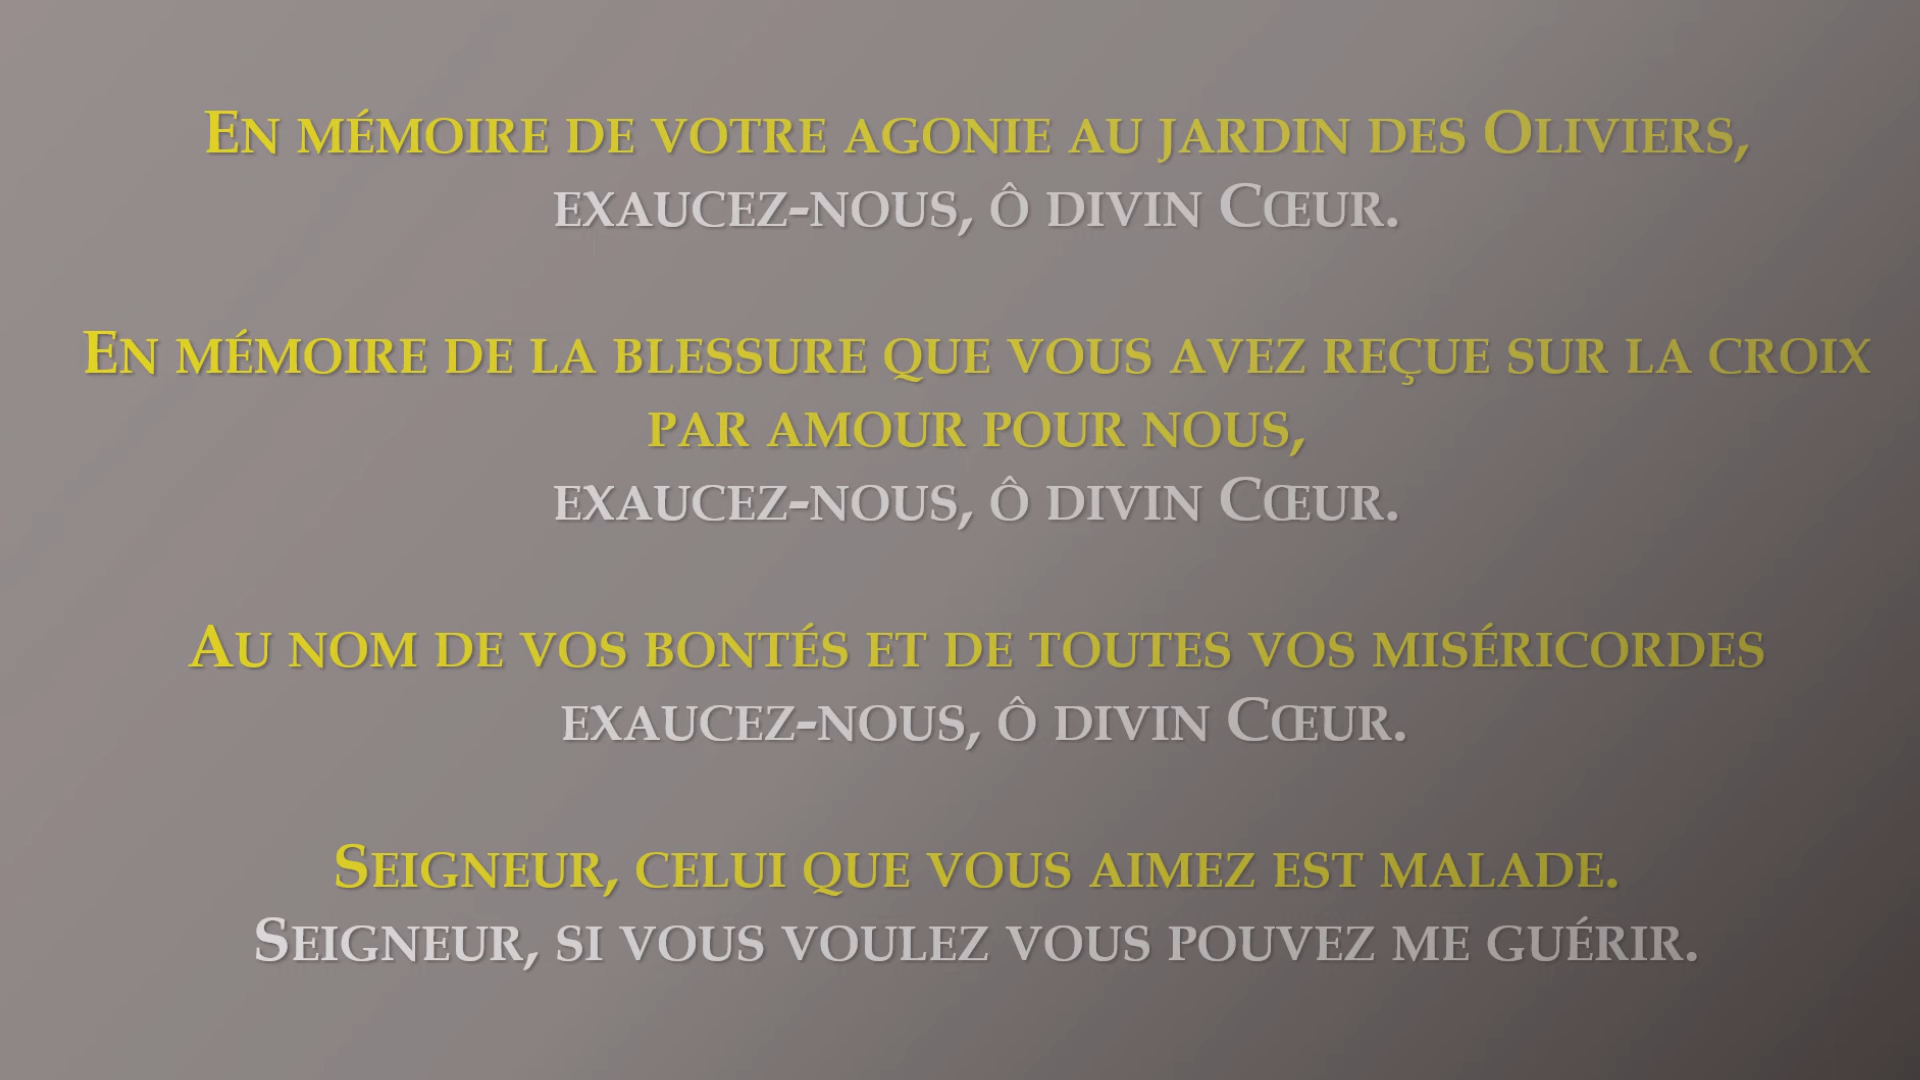 En mémoire de votre agonie au jardin des Oliviers,
exaucez-nous, ô divin Cœur.
En mémoire de la blessure que vous avez reçue sur la croix
par amour pour nous,
exaucez-nous, ô divin Cœur.
Au nom de vos bontés et de toutes vos miséricordes
exaucez-nous, ô divin Cœur.
Seigneur, celui que vous aimez est malade.
Seigneur, si vous voulez vous pouvez me guérir.